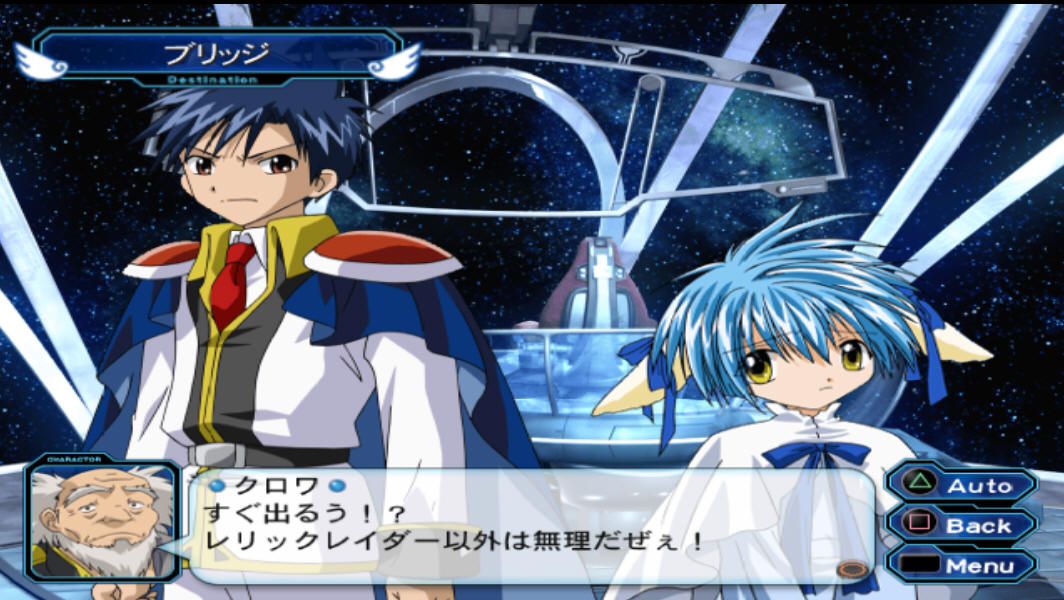 ブリッジ
Destination
CHARACTOR
クロワ
すぐ出るぅ！？
レリックレイダー以外は無理だぜぇ！
Auto
Back
Menu